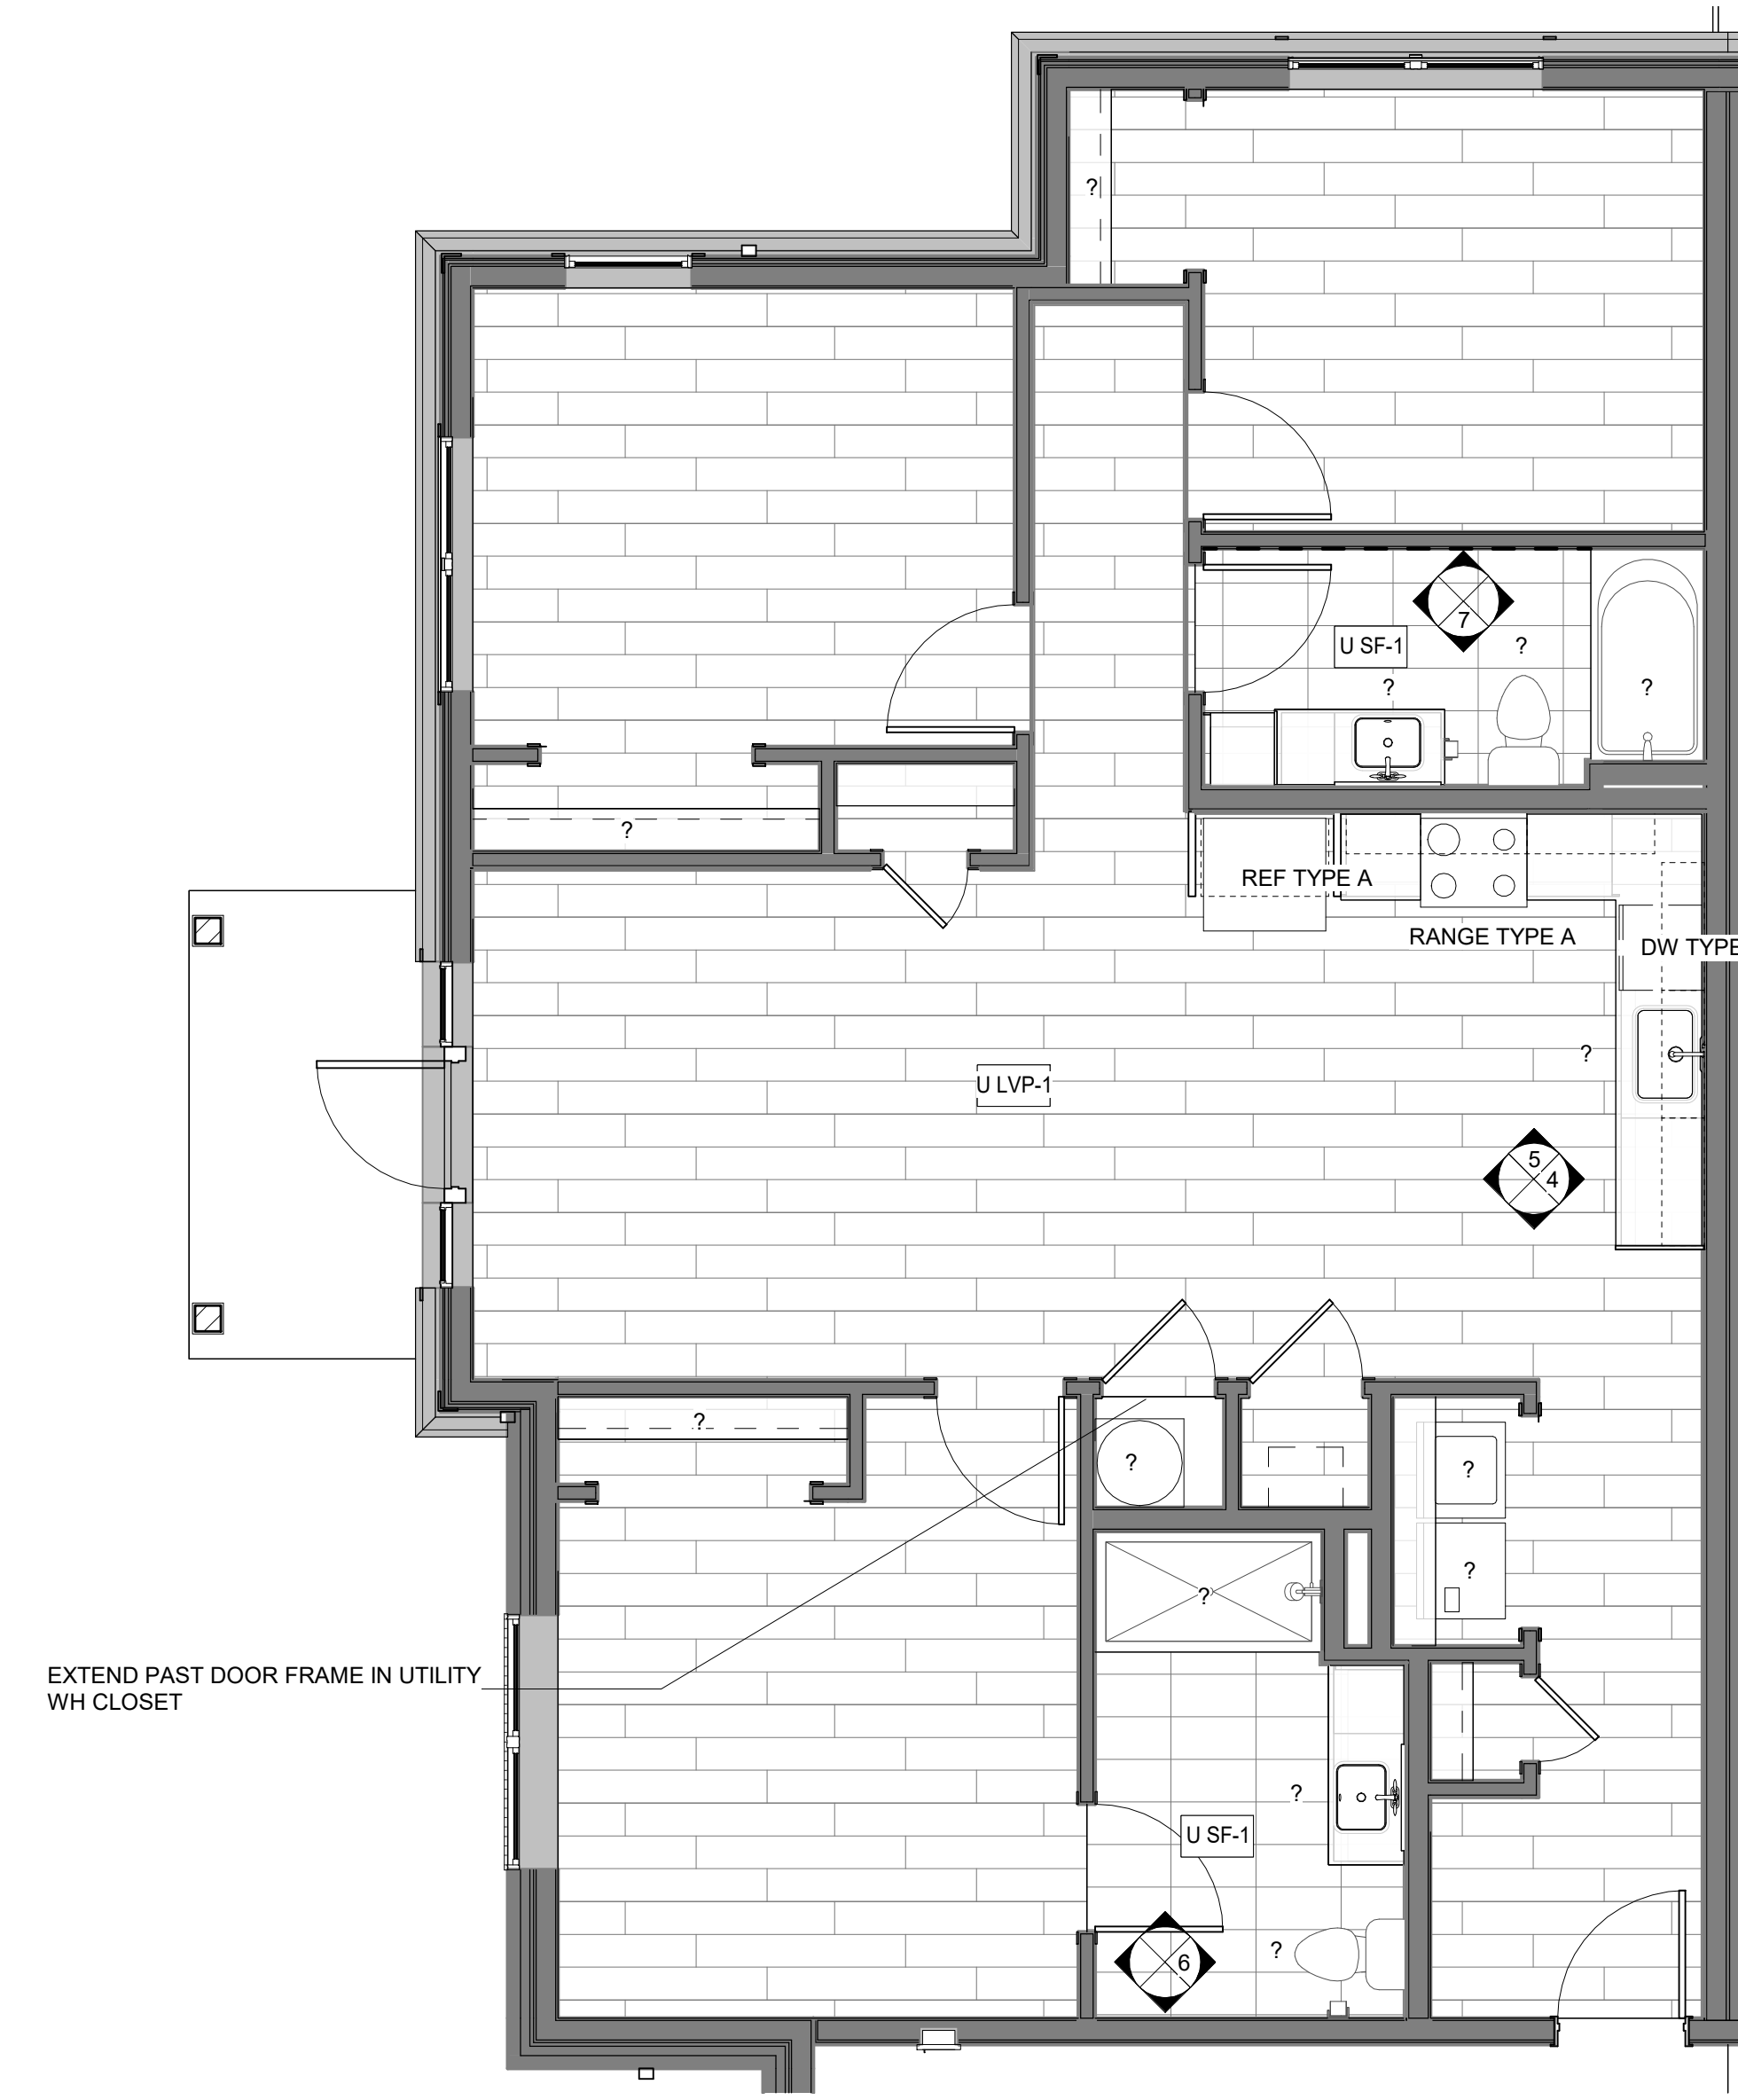 ?
?
7
U SF-1
?
?
?
?
REF TYPE A
RANGE TYPE A
DW TYPE
?
U LVP-1
5
4
?
?
?
?
?
EXTEND PAST DOOR FRAME IN UTILITY
WH CLOSET
?
U SF-1
?
6